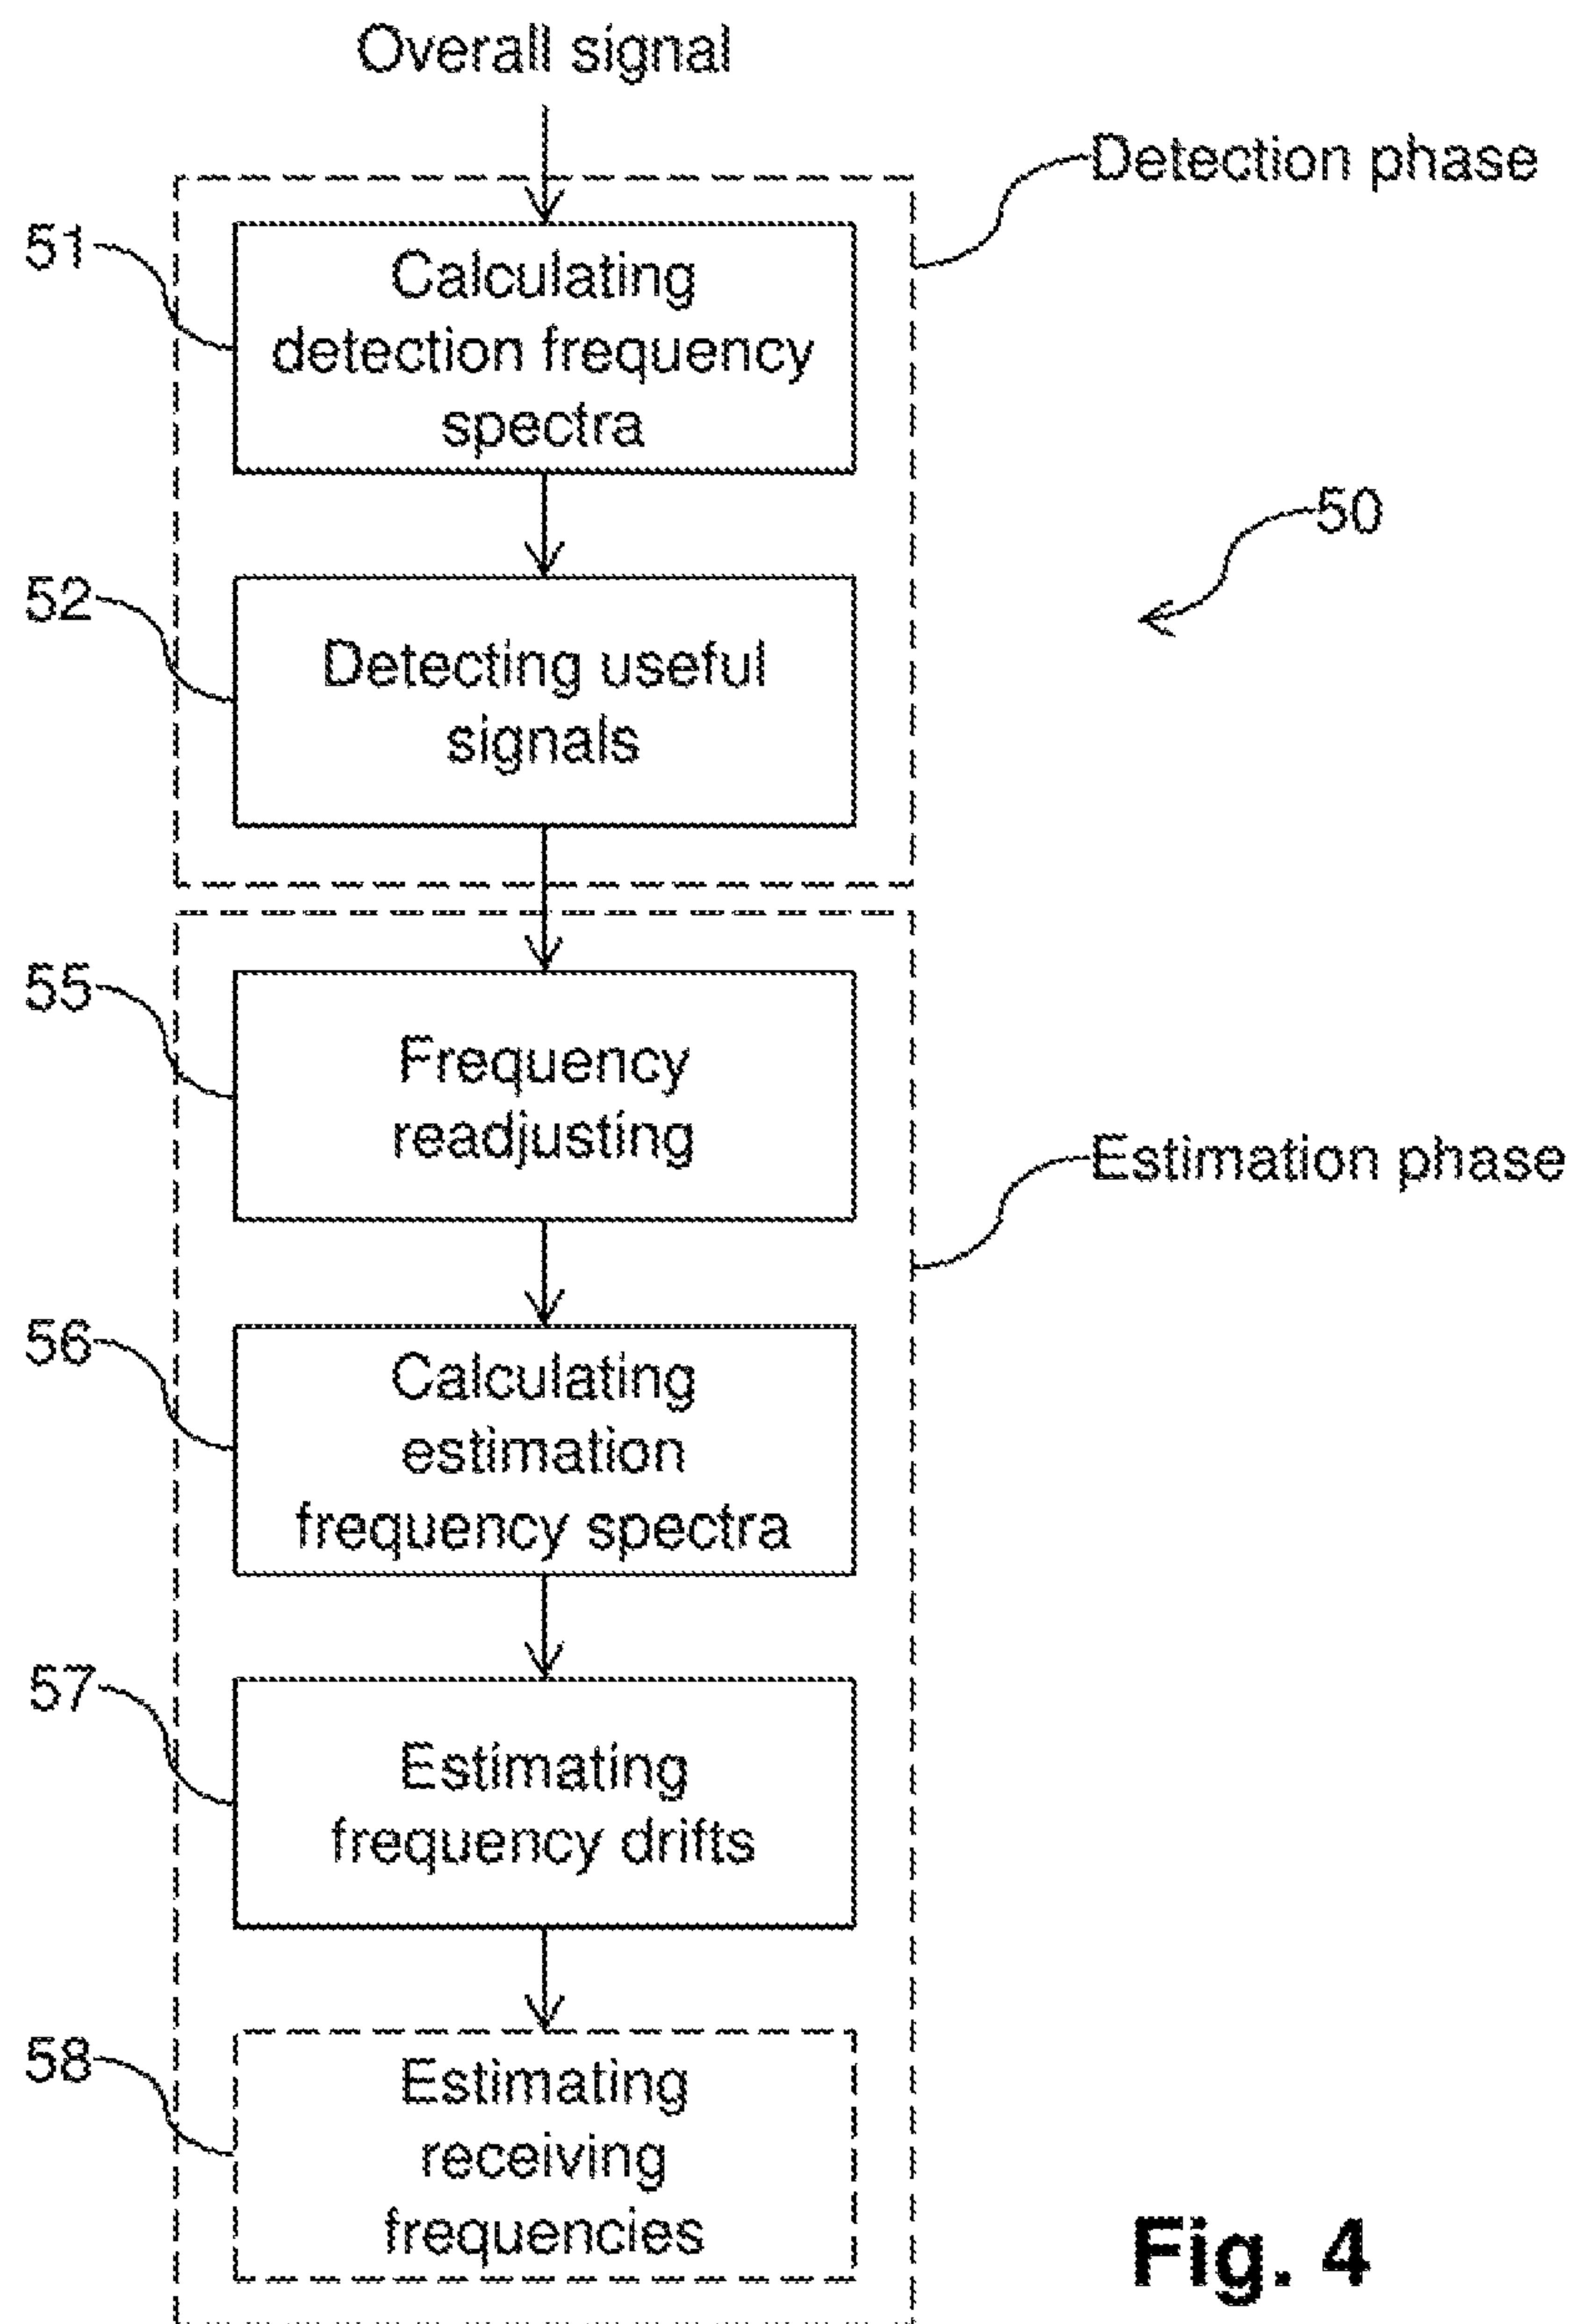 Overall signal
Detection phase
51
Calculating
detection frequency
spectra
50
52
Detecting useful
signals
55
Frequency
readjusting
Estimation phase
56
Calculating
estimation
frequency spectra
57
Estimating
frequency drifts
58
Estimating
receiving
frequencies
Fig. 4